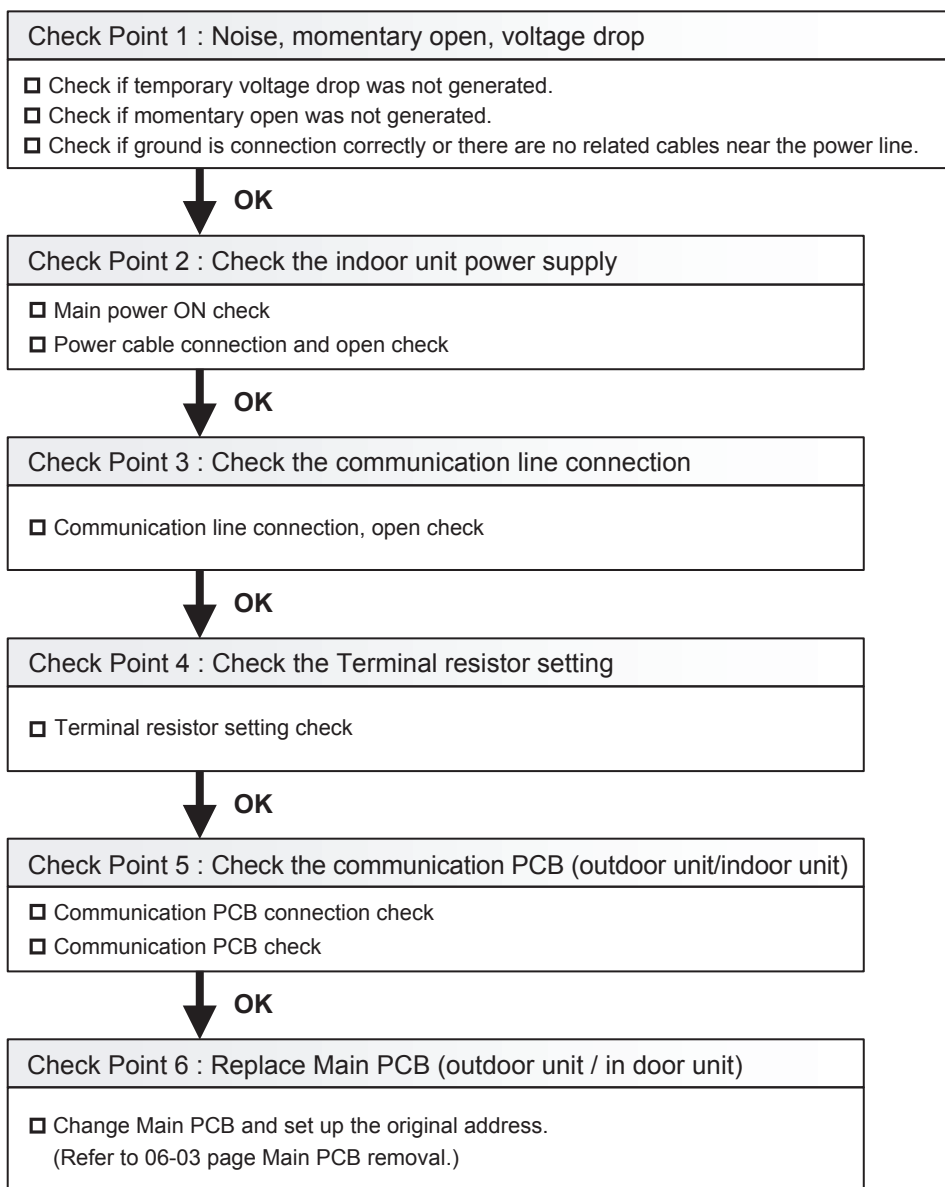 Check Point 1 : Noise, momentary open, voltage drop
Check if temporary voltage drop was not generated.
Check if momentary open was not generated.
Check if ground is connection correctly or there are no related cables near the power line.
OK
Check Point 2 : Check the indoor unit power supply
Main power ON check
Power cable connection and open check
OK
Check Point 3 : Check the communication line connection
Communication line connection, open check
OK
Check Point 4 : Check the Terminal resistor setting
Terminal resistor setting check
OK
Check Point 5 : Check the communication PCB (outdoor unit/indoor unit)
Communication PCB connection check
Communication PCB check
OK
Check Point 6 : Replace Main PCB (outdoor unit / in door unit)
Change Main PCB and set up the original address.
(Refer to 06-03 page Main PCB removal.)